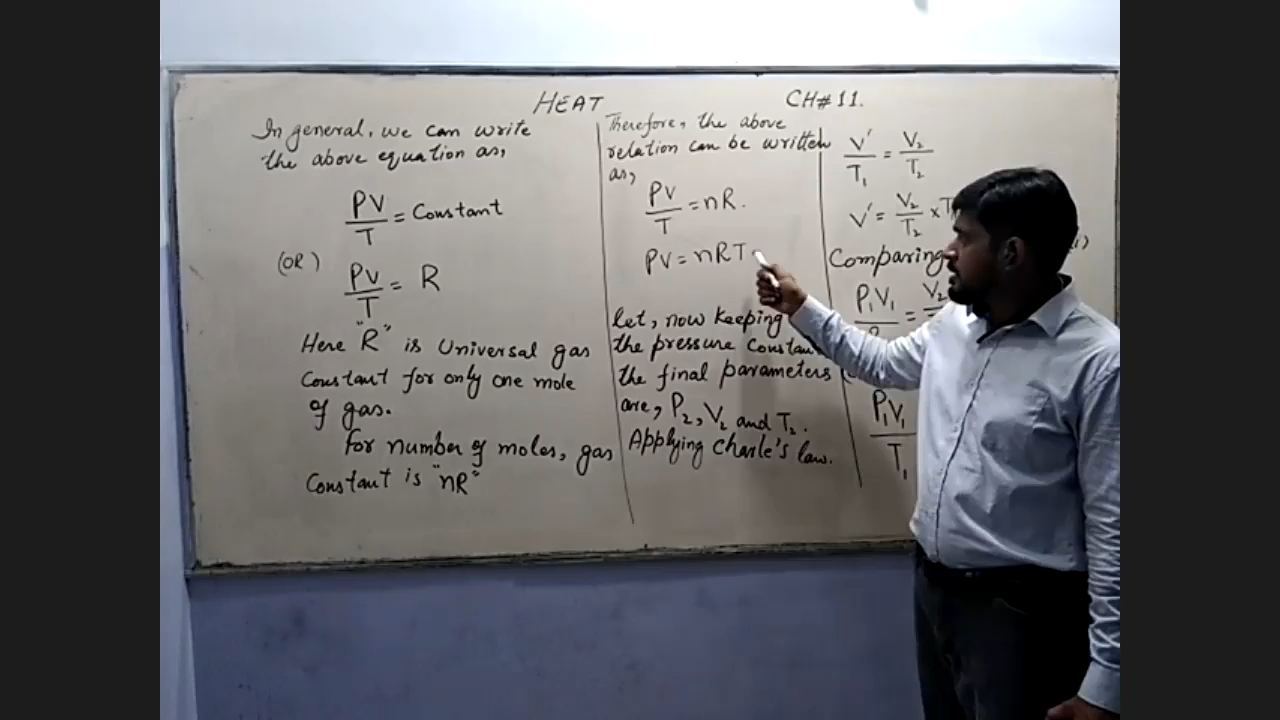 HEAT
CH# 11.
In general, we can write
the above equation as,
PV/T = Constant
(OR)
PV/T = R
Here "R" is Universal gas
Constant for only one mole
of gas.
for number of moles, gas
Constant is "nR"
Therefore, the above
relation can be written
as,
PV/T = nR.
PV = nRT
let, now keeping
the pressure constant
the final parameters
are, P₂, V₂ and T₂.
Applying Charle's law.
V'/T₁ = V₂/T₂
V' = V₂/T₂ × T
Comparing
P₁V₁/ = V₂/
P₁V₁/T₁